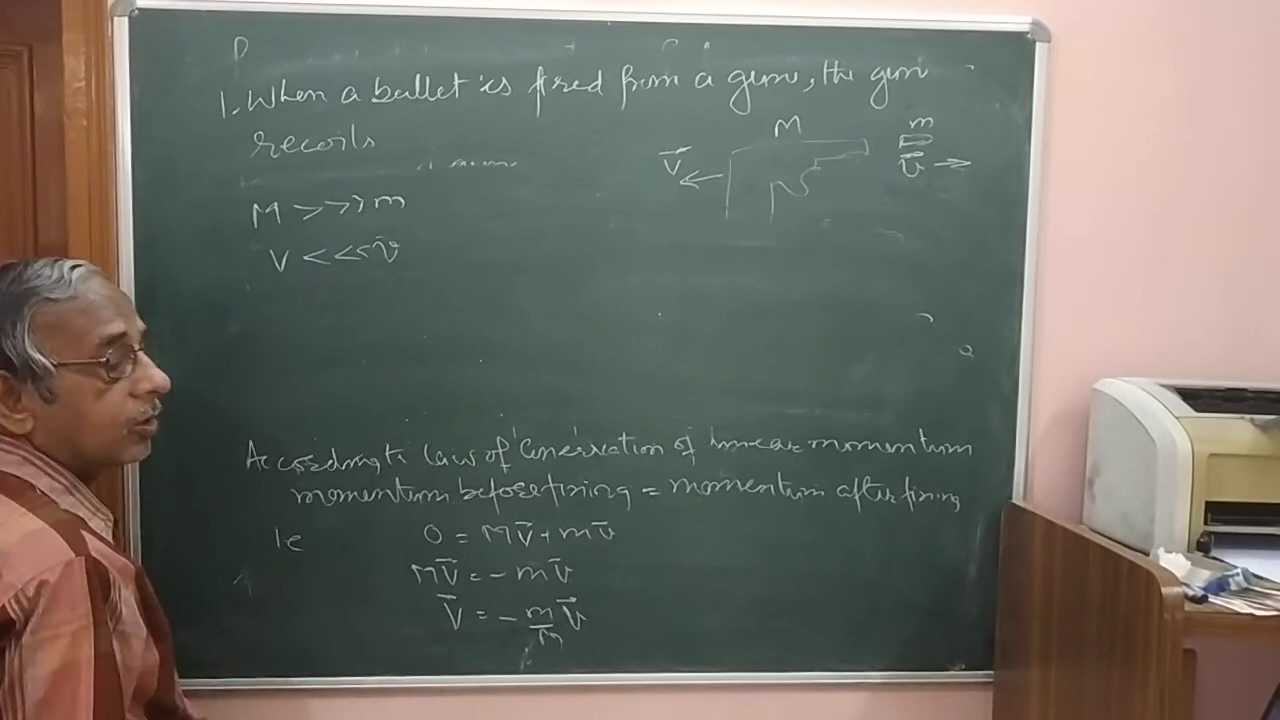 1. When a bullet is fired from a gun, the gun
recoils
M
m
V⃗
v⃗
M >>> m
V <<< v⃗
According to law of Conservation of linear momentum
momentum before firing = momentum after firing
ie 0 = MV⃗ + mv⃗
MV⃗ = - mv⃗
V⃗ = - m/M v⃗